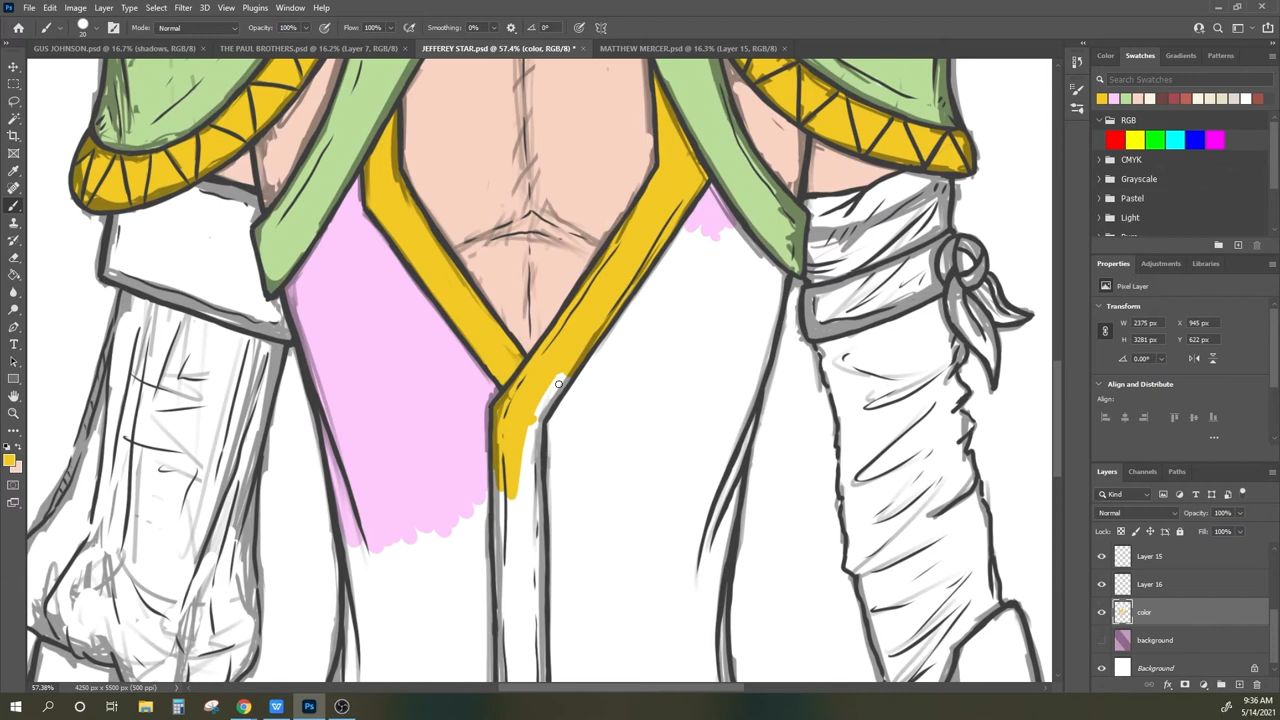 Ps File Edit Image Layer Type Select Filter 3D View Plugins Window Help
20 Mode: Normal Opacity: 100% Flow: 100% Smoothing: 0% 0°
GUS JOHNSON.psd @ 16.7% (shadows, RGB/8) × THE PAUL BROTHERS.psd @ 16.2% (Layer 7, RGB/8) × JEFFEREY STAR.psd @ 57.4% (color, RGB/8) * × MATTHEW MERCER.psd @ 16.3% (Layer 15, RGB/8) ×
Color Swatches Gradients Patterns
Search Swatches
RGB
CMYK
Grayscale
Pastel
Light
Properties Adjustments Libraries
Pixel Layer
Transform
W 2375 px X 945 px
H 3281 px Y 622 px
0.00°
Align and Distribute
Align:
...
Layers Channels Paths
Kind
Normal Opacity: 100%
Lock: Fill: 100%
Layer 15
Layer 16
color
background
Background
57.38% 4250 px x 5500 px (500 ppi)
9:36 AM
5/14/2021